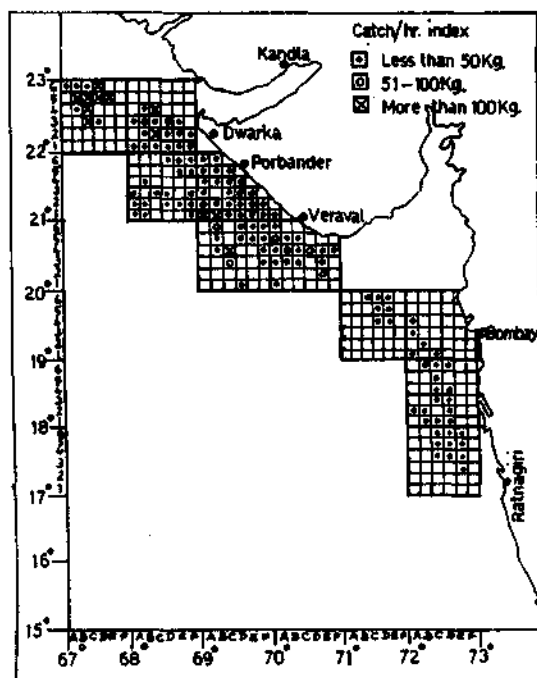 Catch/hr. index
Less than 50Kg.
51-100Kg.
More than 100Kg.
Kandla
23°
Dwarka
22°
Porbander
21°
Veraval
20°
Bombay
19°
18°
17°
Ratnagiri
15°
A B C D E F A B C D E F A B C D E F A B C D E F A B C D E F A B C D E F
67° 68° 69° 70° 71° 72° 73°